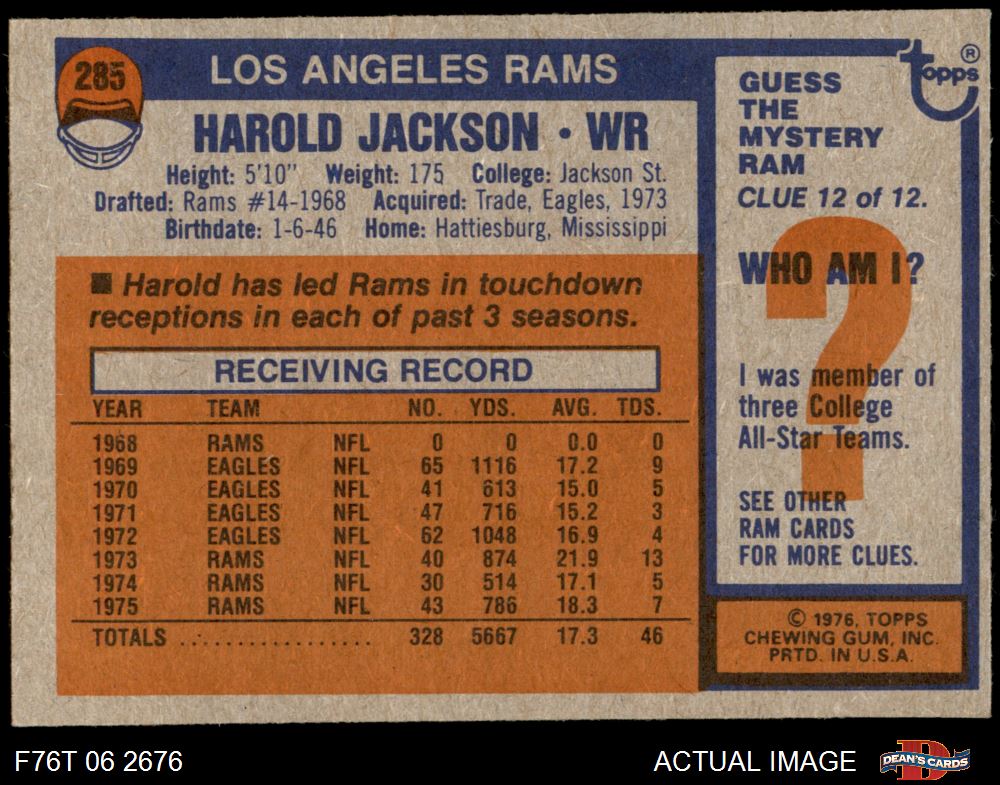 285
LOS ANGELES RAMS
HAROLD JACKSON • WR
Height: 5'10" Weight: 175 College: Jackson St.
Drafted: Rams #14-1968 Acquired: Trade, Eagles, 1973
Birthdate: 1-6-46 Home: Hattiesburg, Mississippi
■ Harold has led Rams in touchdown
receptions in each of past 3 seasons.
RECEIVING RECORD
YEAR TEAM NO. YDS. AVG. TDS.
1968 RAMS NFL 0 0 0.0 0
1969 EAGLES NFL 65 1116 17.2 9
1970 EAGLES NFL 41 613 15.0 5
1971 EAGLES NFL 47 716 15.2 3
1972 EAGLES NFL 62 1048 16.9 4
1973 RAMS NFL 40 874 21.9 13
1974 RAMS NFL 30 514 17.1 5
1975 RAMS NFL 43 786 18.3 7
TOTALS ................. 328 5667 17.3 46
topps®
GUESS
THE
MYSTERY
RAM
CLUE 12 of 12.
?
WHO AM I?
I was member of
three College
All-Star Teams.
SEE OTHER
RAM CARDS
FOR MORE CLUES.
© 1976, TOPPS
CHEWING GUM, INC.
PRTD. IN U.S.A.
F76T 06 2676
ACTUAL IMAGE
D
DEAN'S CARDS